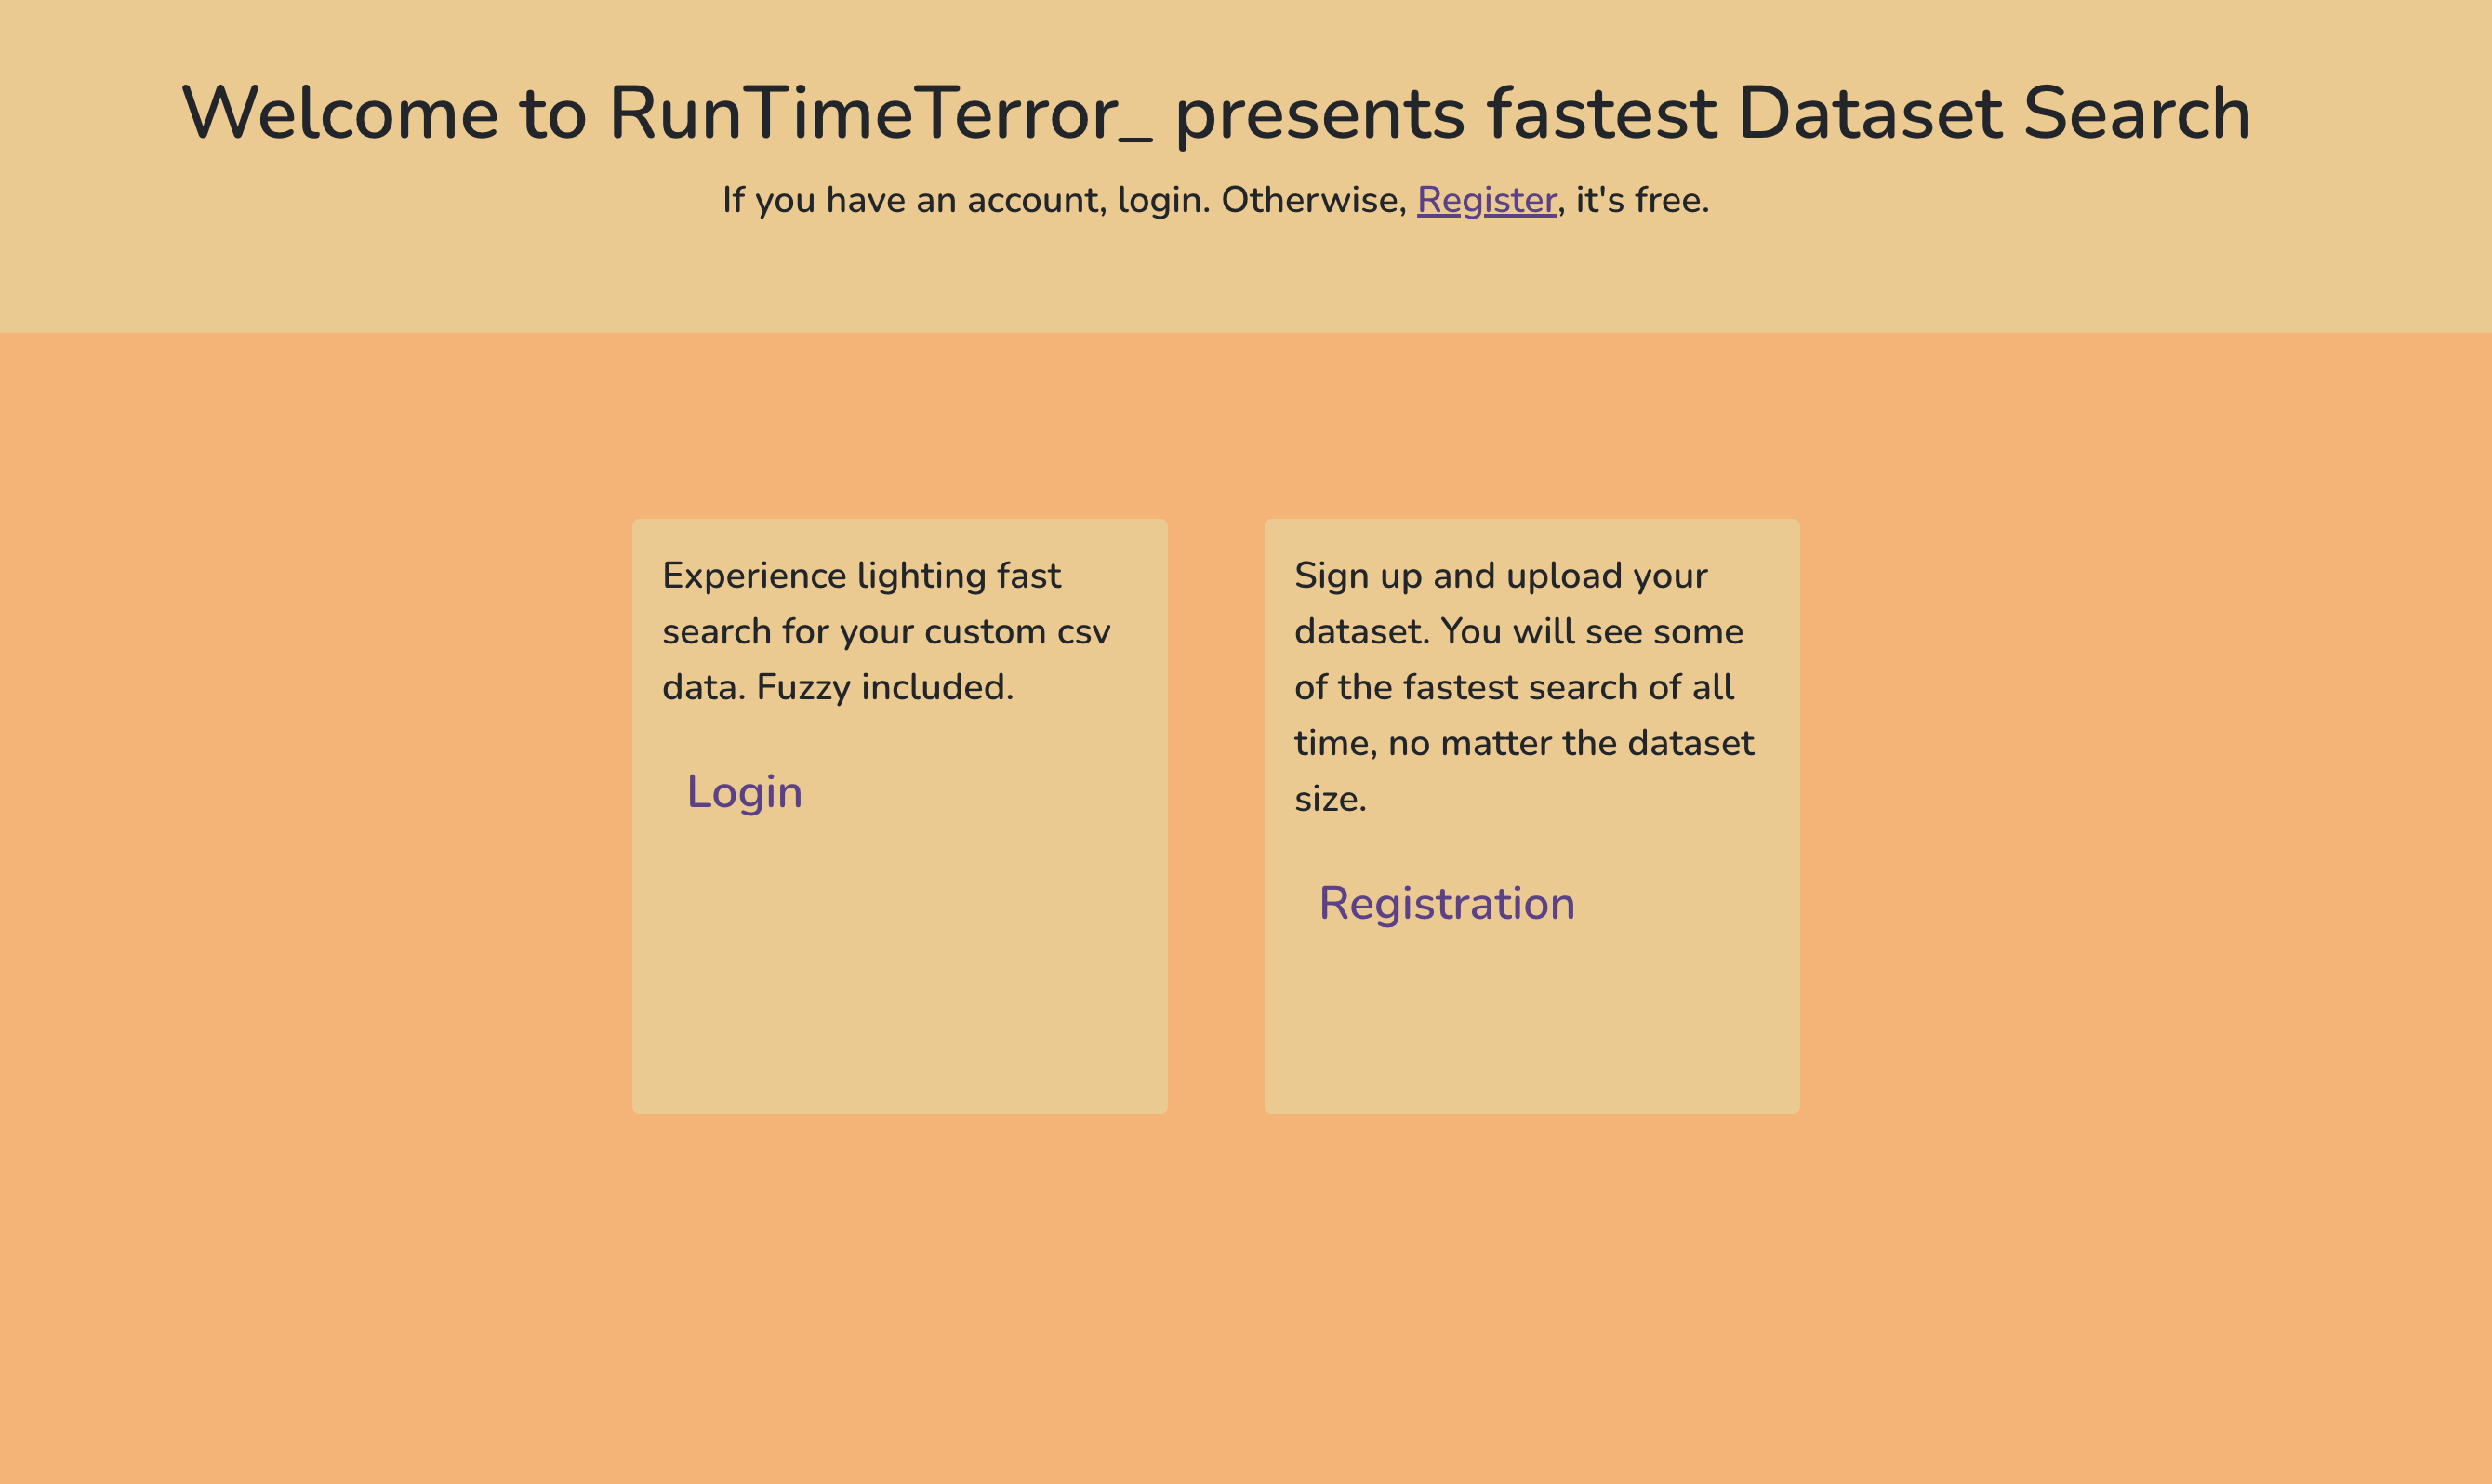 Welcome to RunTimeTerror_ presents fastest Dataset Search
If you have an account, login. Otherwise, Register, it's free.
Experience lighting fast
search for your custom csv
data. Fuzzy included.
Login
Sign up and upload your
dataset. You will see some
of the fastest search of all
time, no matter the dataset
size.
Registration